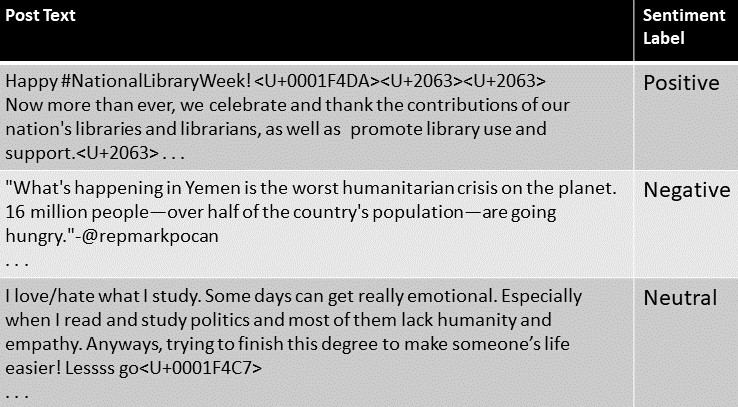 Post Text
Sentiment
Label
Happy #NationalLibraryWeek! <U+0001F4DA><U+2063><U+2063>
Now more than ever, we celebrate and thank the contributions of our
nation's libraries and librarians, as well as  promote library use and
support.<U+2063> . . .
Positive
"What's happening in Yemen is the worst humanitarian crisis on the planet.
16 million people—over half of the country's population—are going
hungry."-@repmarkpocan
. . .
Negative
I love/hate what I study. Some days can get really emotional. Especially
when I read and study politics and most of them lack humanity and
empathy. Anyways, trying to finish this degree to make someone’s life
easier! Lessss go<U+0001F4C7>
. . .
Neutral